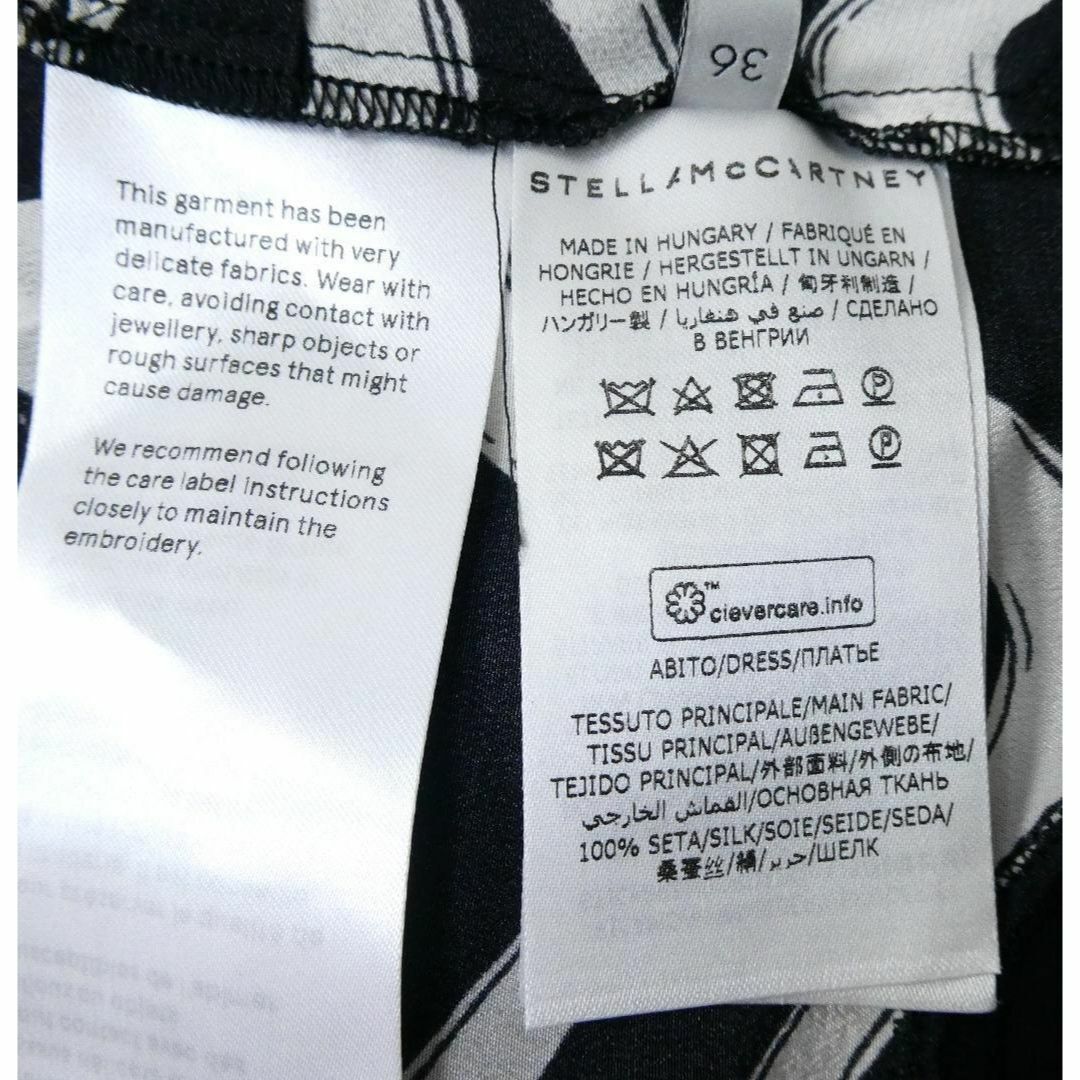 36
This garment has been
manufactured with very
delicate fabrics. Wear with
care, avoiding contact with
jewellery, sharp objects or
rough surfaces that might
cause damage.
We recommend following
the care label instructions
closely to maintain the
embroidery.
STELLA McCARTNEY
MADE IN HUNGARY / FABRIQUÉ EN
HONGRIE / HERGESTELLT IN UNGARN /
HECHO EN HUNGRÍA / 匈牙利制造 /
ハンガリー製 / صنع في هنغاريا / СДЕЛАНО
В ВЕНГРИИ
P
P
clevercare.info™
ABITO/DRESS/ПЛАТЬЕ
TESSUTO PRINCIPALE/MAIN FABRIC/
TISSU PRINCIPAL/AUßENGEWEBE/
TEJIDO PRINCIPAL/外部面料/外側の布地/
القماش الخارجي/ОСНОВНАЯ ТКАНЬ
100% SETA/SILK/SOIE/SEIDE/SEDA/
桑蚕丝/絹/حرير/ШЕЛК